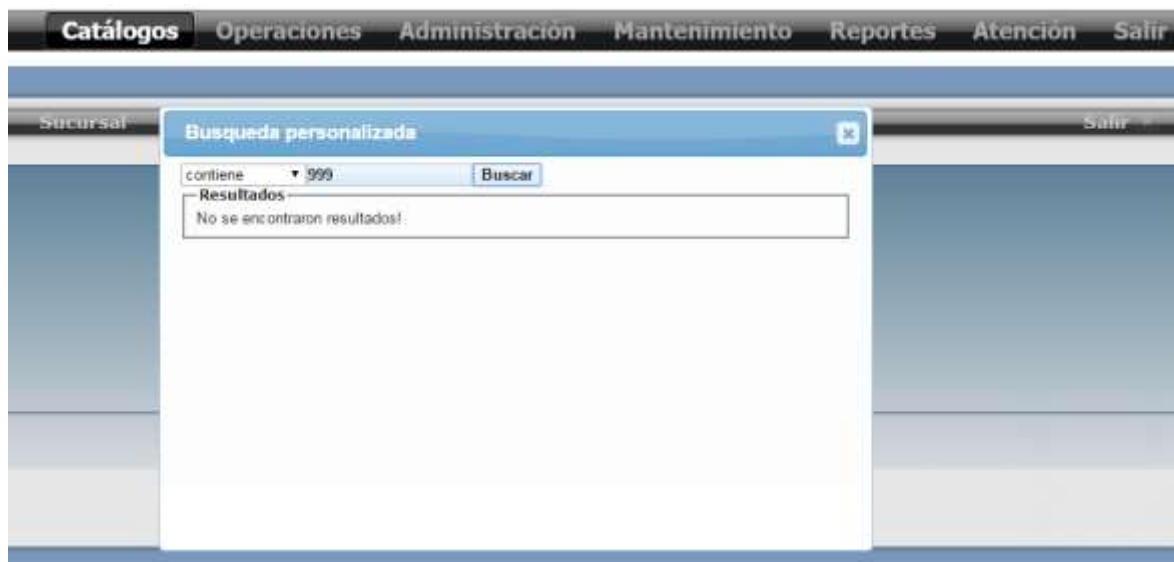 Catálogos Operaciones Administración Mantenimiento Reportes Atención Salir
Sucursal Salir
Busqueda personalizada
contiene 999 Buscar
Resultados
No se encontraron resultados!